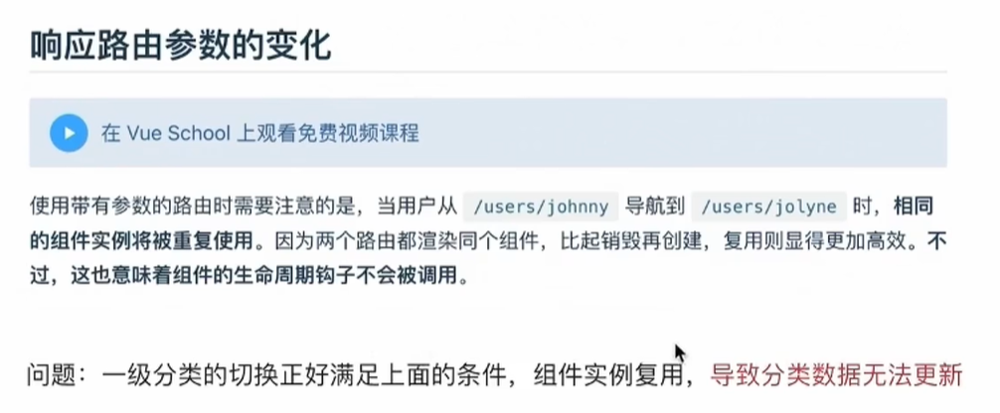 响应路由参数的变化
在 Vue School 上观看免费视频课程
使用带有参数的路由时需要注意的是，当用户从 /users/johnny 导航到 /users/jolyne 时，相同
的组件实例将被重复使用。因为两个路由都渲染同个组件，比起销毁再创建，复用则显得更加高效。不
过，这也意味着组件的生命周期钩子不会被调用。
问题：一级分类的切换正好满足上面的条件，组件实例复用，导致分类数据无法更新